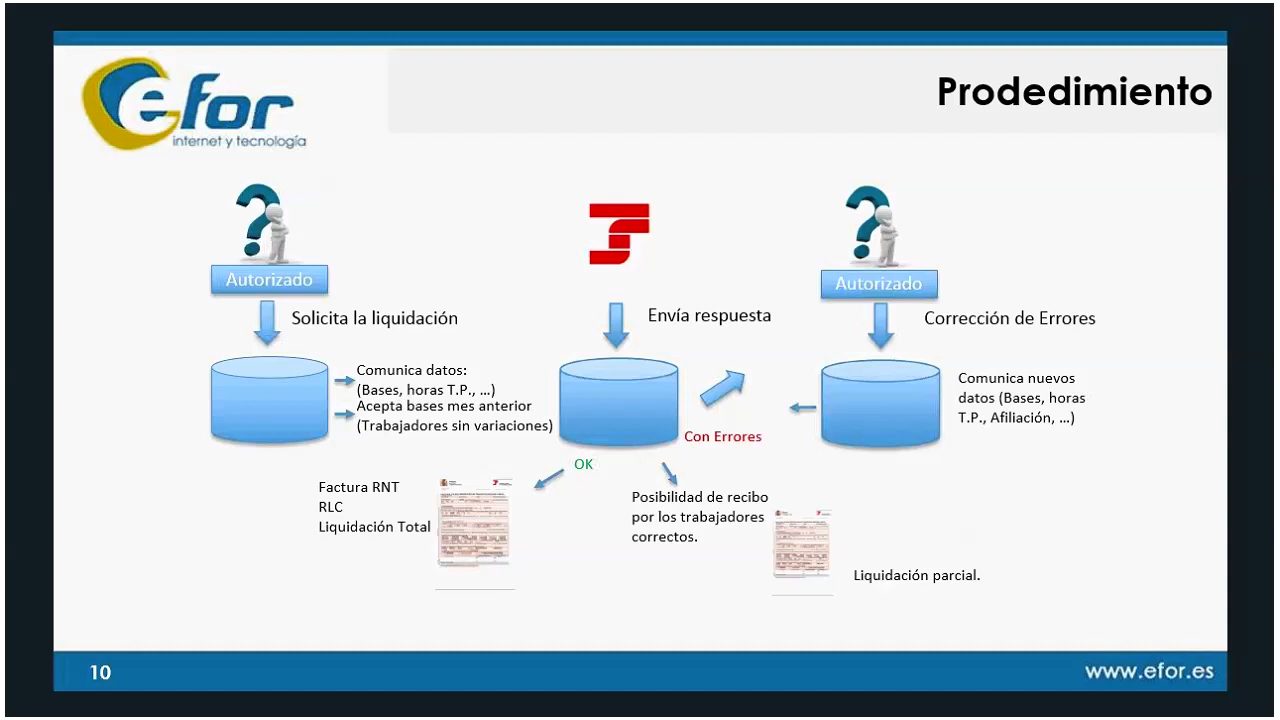 efor
internet y tecnología
Prodedimiento
Autorizado
Solicita la liquidación
Comunica datos:
(Bases, horas T.P., ...)
Acepta bases mes anterior
(Trabajadores sin variaciones)
Envía respuesta
Con Errores
OK
Factura RNT
RLC
Liquidación Total
Posibilidad de recibo
por los trabajadores
correctos.
Liquidación parcial.
Autorizado
Corrección de Errores
Comunica nuevos
datos (Bases, horas
T.P., Afiliación, ...)
10
www.efor.es